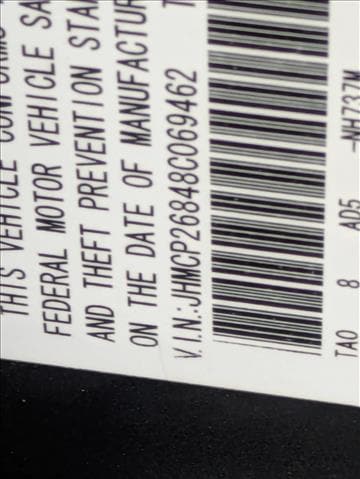 THIS VEHICLE CONFORMS
FEDERAL MOTOR VEHICLE SA
AND THEFT PREVENTION STA
ON THE DATE OF MANUFACTUR
V.I.N.:JHMCP26848C069462 T
TAO 8 AD5 -NH737M